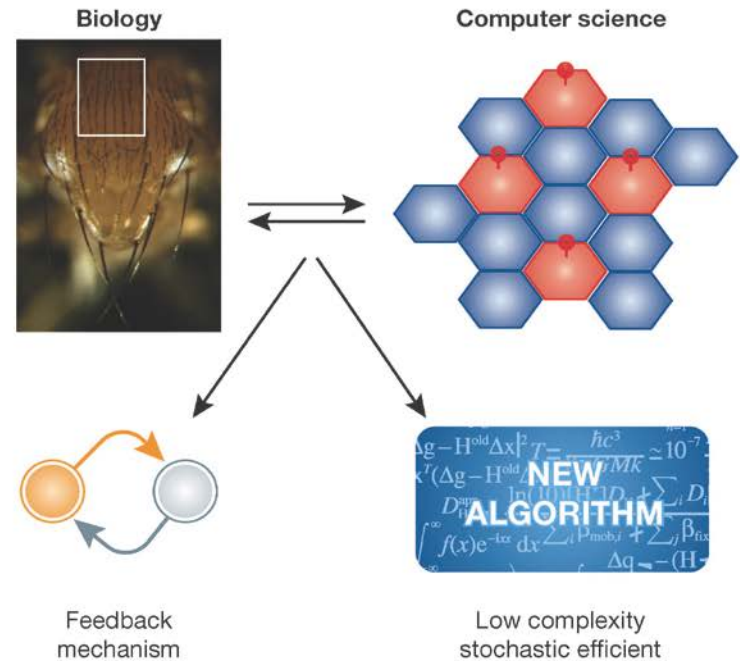 Biology
Computer science
NEW
ALGORITHM
Feedback
mechanism
Low complexity
stochastic efficient